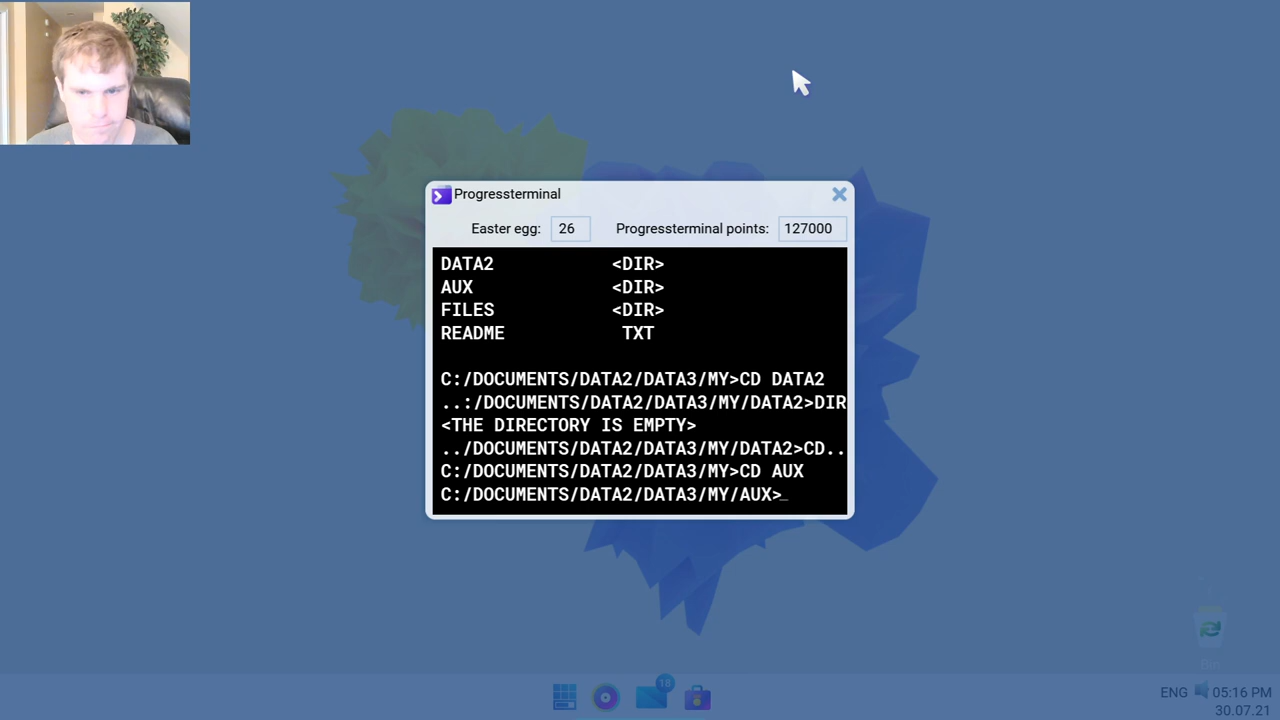 Progressterminal
Easter egg: 26 Progressterminal points: 127000
DATA2 <DIR>
AUX <DIR>
FILES <DIR>
README TXT
C:/DOCUMENTS/DATA2/DATA3/MY>CD DATA2
..:/DOCUMENTS/DATA2/DATA3/MY/DATA2>DIR
<THE DIRECTORY IS EMPTY>
../DOCUMENTS/DATA2/DATA3/MY/DATA2>CD..
C:/DOCUMENTS/DATA2/DATA3/MY>CD AUX
C:/DOCUMENTS/DATA2/DATA3/MY/AUX>_
Bin
18
ENG 05:16 PM
30.07.21